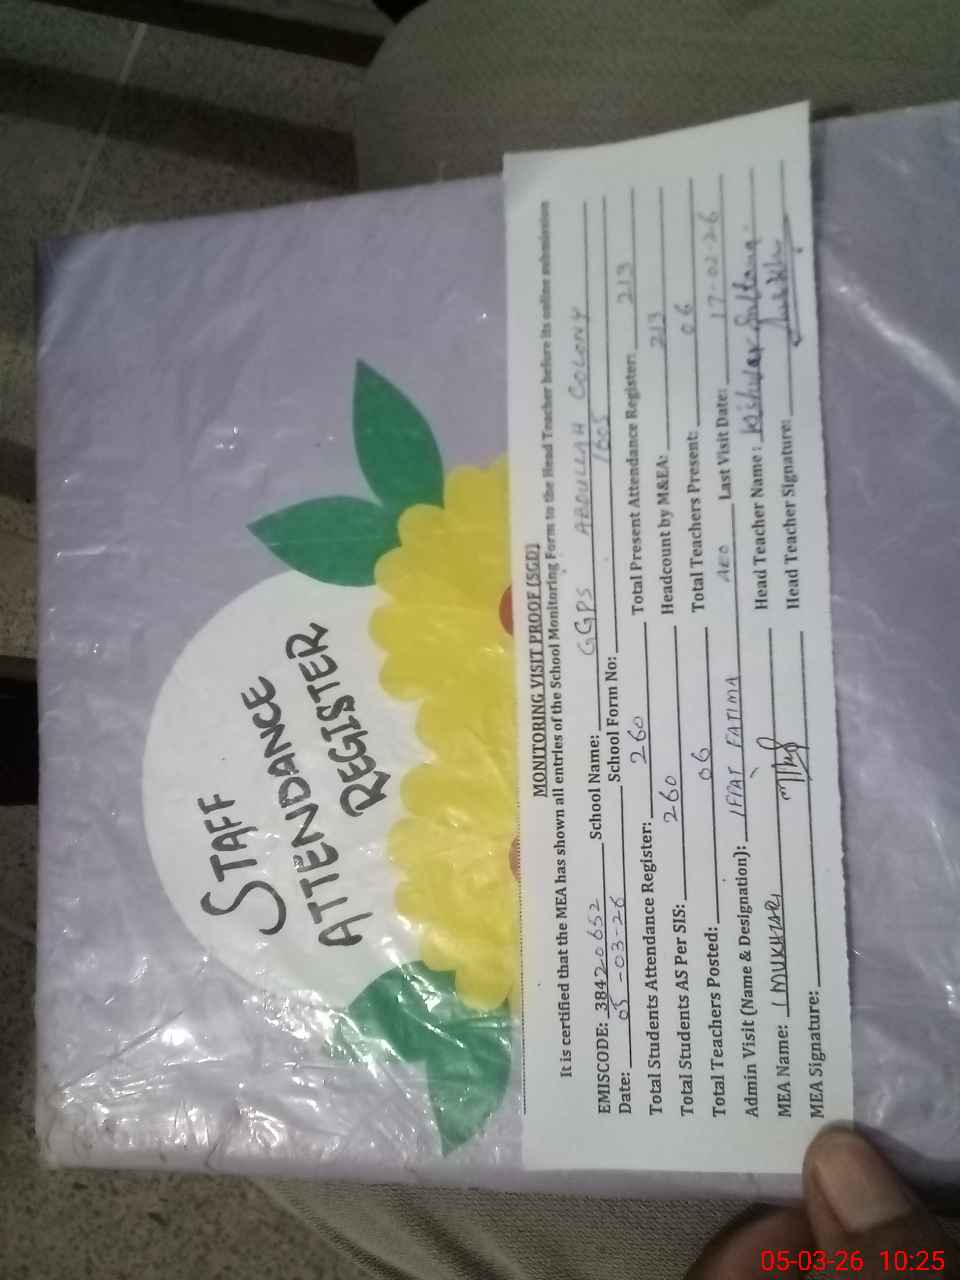 STAFF
ATTENDANCE
REGISTER
MONITORING VISIT PROOF (SGD)
It is certified that the MEA has shown all entries of the School Monitoring Form to the Head Teacher before its online submission
EMISCODE: 38420652 School Name: GGPS ABDULLAH COLONY
Date: 05-03-26 School Form No: 1005
Total Students Attendance Register: 260 Total Present Attendance Register: 213
Total Students AS Per SIS: 260 Headcount by M&EA: 213
Total Teachers Posted: 06 Total Teachers Present: 06
Admin Visit (Name & Designation): IFFAT FATIMA AEO Last Visit Date: 17-02-26
MEA Name: MUKHTAR Head Teacher Name: Kishwar Sultana
MEA Signature: Head Teacher Signature:
05-03-26 10:25